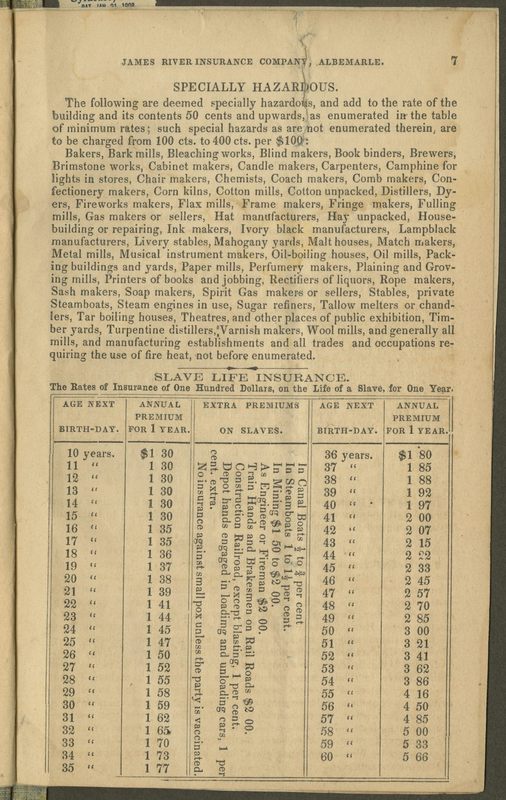 JAMES RIVER INSURANCE COMPANY, ALBEMARLE. 7
SPECIALLY HAZARDOUS.
The following are deemed specially hazardous, and add to the rate of the
building and its contents 50 cents and upwards, as enumerated in the table
of minimum rates; such special hazards as are not enumerated therein, are
to be charged from 100 cts. to 400 cts. per $100:
Bakers, Bark mills, Bleaching works, Blind makers, Book binders, Brewers,
Brimstone works, Cabinet makers, Candle makers, Carpenters, Camphine for
lights in stores, Chair makers, Chemists, Coach makers, Comb makers, Con-
fectionery makers, Corn kilns, Cotton mills, Cotton unpacked, Distillers, Dy-
ers, Fireworks makers, Flax mills, Frame makers, Fringe makers, Fulling
mills, Gas makers or sellers, Hat manufacturers, Hay unpacked, House-
building or repairing, Ink makers, Ivory black manufacturers, Lampblack
manufacturers, Livery stables, Mahogany yards, Malt houses, Match makers,
Metal mills, Musical instrument makers, Oil-boiling houses, Oil mills, Pack-
ing buildings and yards, Paper mills, Perfumery makers, Plaining and Grov-
ing mills, Printers of books and jobbing, Rectifiers of liquors, Rope makers,
Sash makers, Soap makers, Spirit Gas makers or sellers, Stables, private
Steamboats, Steam engines in use, Sugar refiners, Tallow melters or chand-
lers, Tar boiling houses, Theatres, and other places of public exhibition, Tim-
ber yards, Turpentine distillers, Varnish makers, Wool mills, and generally all
mills, and manufacturing establishments and all trades and occupations re-
quiring the use of fire heat, not before enumerated.
SLAVE LIFE INSURANCE.
The Rates of Insurance of One Hundred Dollars, on the Life of a Slave, for One Year.
AGE NEXT BIRTH-DAY. ANNUAL PREMIUM FOR 1 YEAR.
10 years. $1 30
11 " 1 30
12 " 1 30
13 " 1 30
14 " 1 30
15 " 1 30
16 " 1 35
17 " 1 35
18 " 1 36
19 " 1 37
20 " 1 38
21 " 1 39
22 " 1 41
23 " 1 44
24 " 1 45
25 " 1 47
26 " 1 50
27 " 1 52
28 " 1 55
29 " 1 58
30 " 1 59
31 " 1 62
32 " 1 65
33 " 1 70
34 " 1 73
35 " 1 77
EXTRA PREMIUMS ON SLAVES.
In Canal Boats ½ to ¾ per cent
In Steamboats 1 to 1½ per cent.
In Mining $1 50 to $2 00.
As Engineer or Fireman $2 00.
Train Hands and Brakesmen on Rail Roads $2 00.
Construction Railroad, except blasting, 1 per cent.
Depot hands engaged in loading and unloading cars, 1 per
cent. extra.
No insurance against small pox unless the party is vaccinated.
AGE NEXT BIRTH-DAY. ANNUAL PREMIUM FOR 1 YEAR.
36 years. $1 80
37 " 1 85
38 " 1 88
39 " 1 92
40 " 1 97
41 " 2 00
42 " 2 07
43 " 2 15
44 " 2 22
45 " 2 33
46 " 2 45
47 " 2 57
48 " 2 70
49 " 2 85
50 " 3 00
51 " 3 21
52 " 3 41
53 " 3 62
54 " 3 86
55 " 4 16
56 " 4 50
57 " 4 85
58 " 5 00
59 " 5 33
60 " 5 66